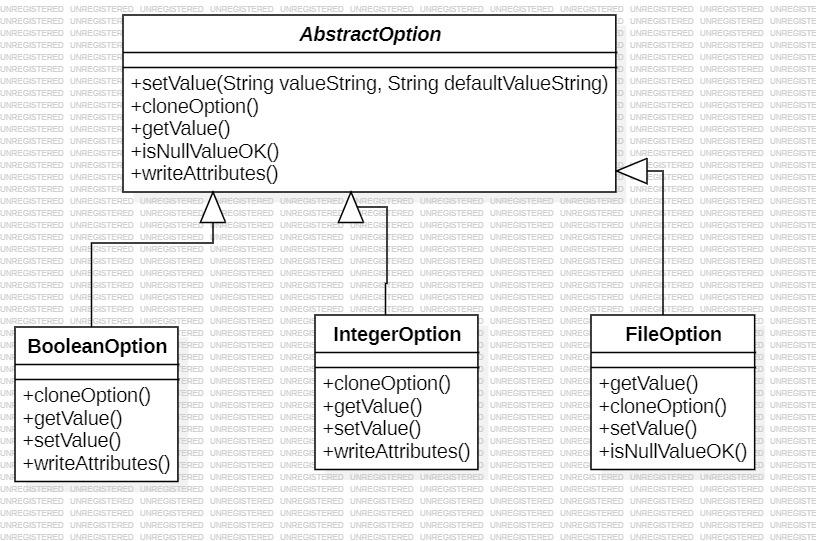 AbstractOption
+setValue(String valueString, String defaultValueString)
+cloneOption()
+getValue()
+isNullValueOK()
+writeAttributes()
BooleanOption
+cloneOption()
+getValue()
+setValue()
+writeAttributes()
IntegerOption
+cloneOption()
+getValue()
+setValue()
+writeAttributes()
FileOption
+getValue()
+cloneOption()
+setValue()
+isNullValueOK()
UNREGISTERED